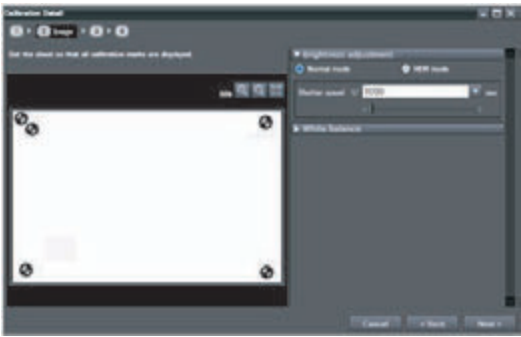 Calibration Detail
Image
Set the sheet so that all calibration marks are displayed.
Brightness adjustment
Normal mode
HDR mode
Shutter speed
White balance
Cancel
< Back
Next >